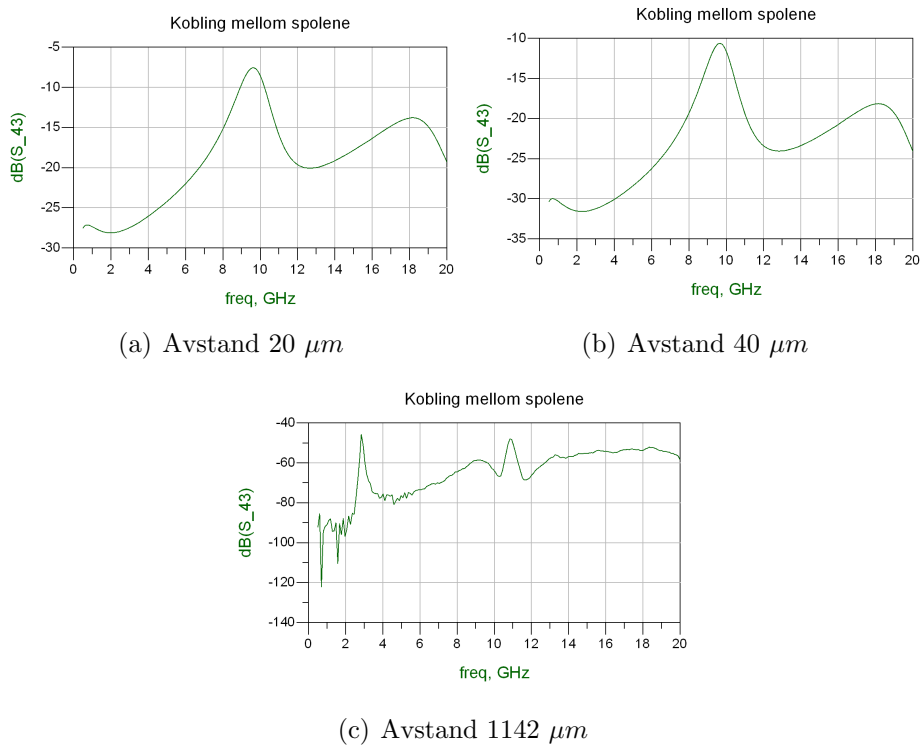 Kobling mellom spolene
-5
-10
-15
-20
-25
-30
dB(S_43)
0 2 4 6 8 10 12 14 16 18 20
freq, GHz
(a) Avstand 20 μm
Kobling mellom spolene
-10
-15
-20
-25
-30
-35
dB(S_43)
0 2 4 6 8 10 12 14 16 18 20
freq, GHz
(b) Avstand 40 μm
Kobling mellom spolene
-40
-60
-80
-100
-120
-140
dB(S_43)
0 2 4 6 8 10 12 14 16 18 20
freq, GHz
(c) Avstand 1142 μm